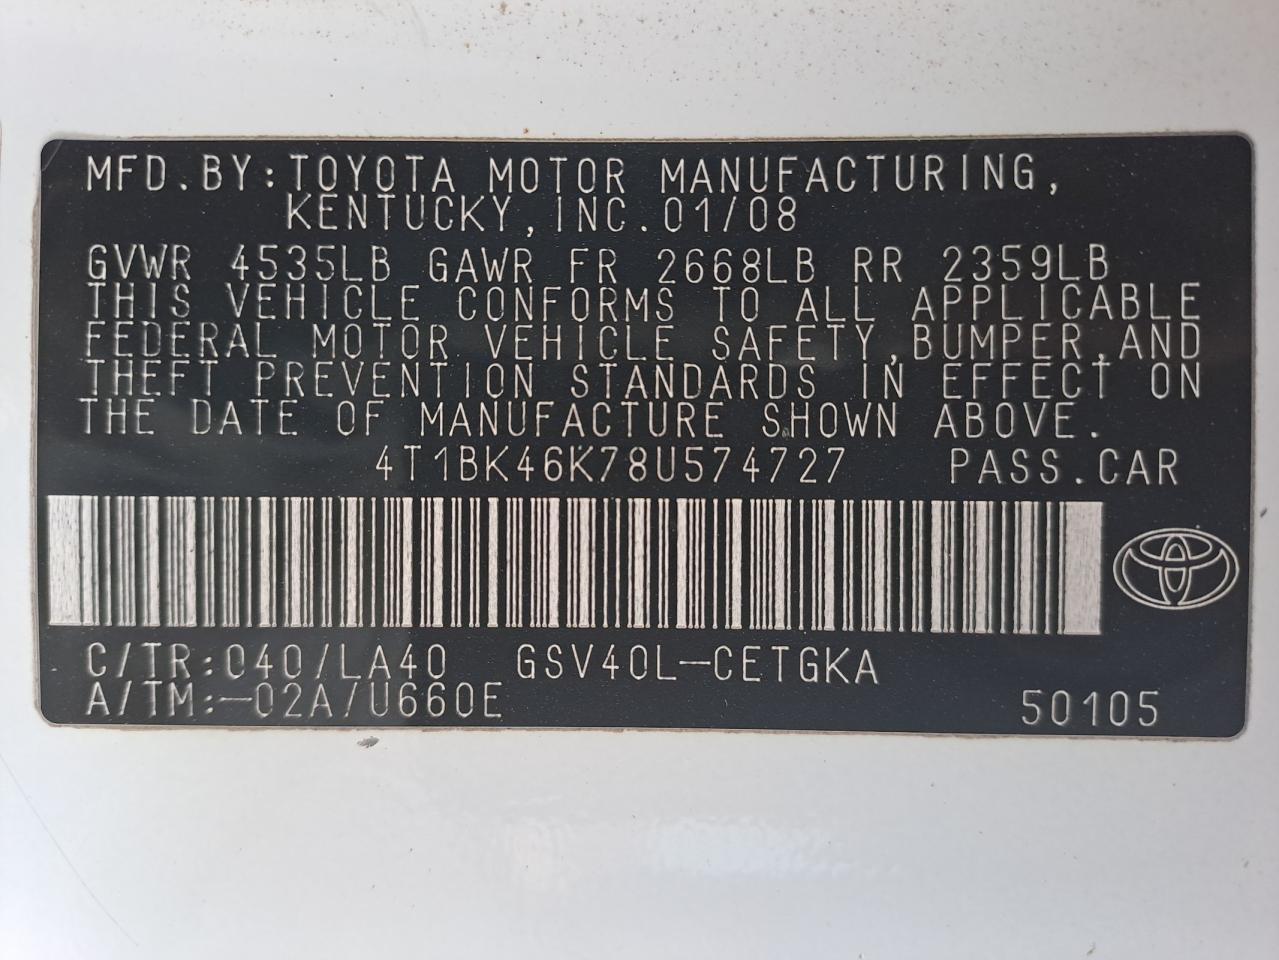 MFD.BY:TOYOTA MOTOR MANUFACTURING,
KENTUCKY,INC.01/08
GVWR 4535LB GAWR FR 2668LB RR 2359LB
THIS VEHICLE CONFORMS TO ALL APPLICABLE
FEDERAL MOTOR VEHICLE SAFETY,BUMPER,AND
THEFT PREVENTION STANDARDS IN EFFECT ON
THE DATE OF MANUFACTURE SHOWN ABOVE.
4T1BK46K78U574727 PASS.CAR
C/TR:040/LA40 GSV40L-CETGKA
A/TM:-02A/U660E 50105